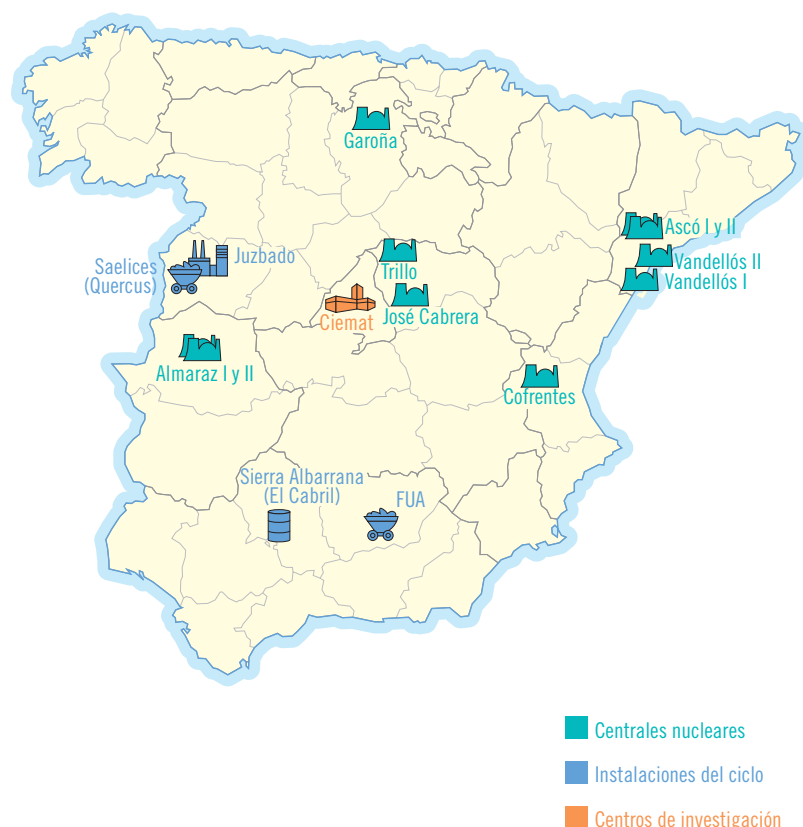 Garoña
Ascó I y II
Juzbado
Saelices
(Quercus)
Trillo
Vandellós II
Vandellós I
Ciemat
José Cabrera
Almaraz I y II
Cofrentes
Sierra Albarrana
(El Cabril)
FUA
Centrales nucleares
Instalaciones del ciclo
Centros de investigación